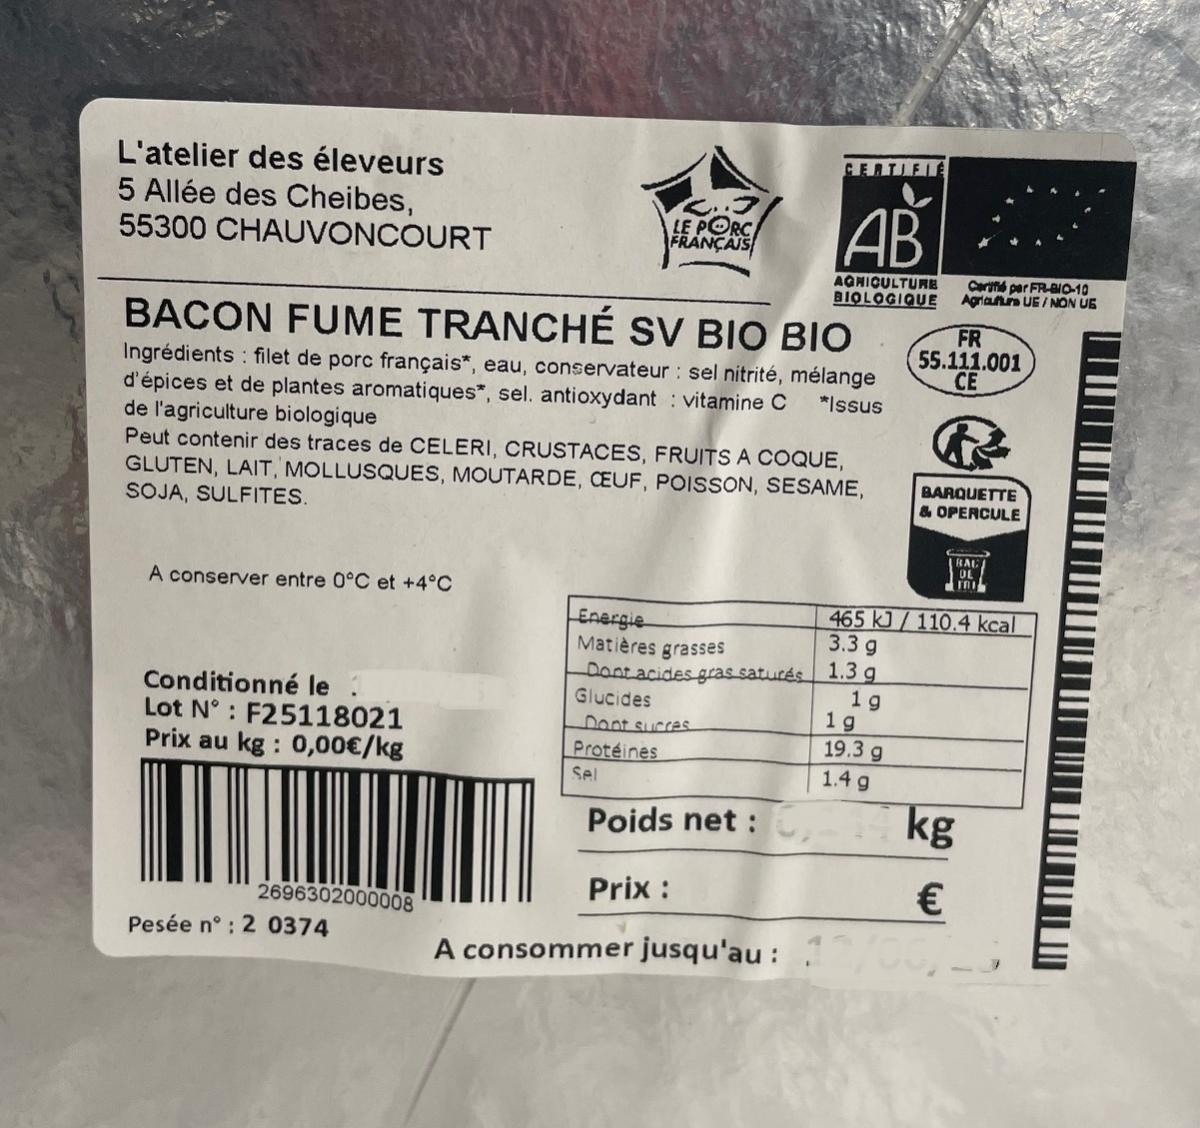 L'atelier des éleveurs
5 Allée des Cheibes,
55300 CHAUVONCOURT
LE PORC
FRANÇAIS
CERTIFIÉ
AB
AGRICULTURE
BIOLOGIQUE
Certifié par FR-BIO-10
Agriculture UE / NON UE
BACON FUME TRANCHÉ SV BIO BIO
Ingrédients : filet de porc français*, eau, conservateur : sel nitrité, mélange
d'épices et de plantes aromatiques*, sel. antioxydant : vitamine C *Issus
de l'agriculture biologique
Peut contenir des traces de CELERI, CRUSTACES, FRUITS A COQUE,
GLUTEN, LAIT, MOLLUSQUES, MOUTARDE, ŒUF, POISSON, SESAME,
SOJA, SULFITES.
FR
55.111.001
CE
BARQUETTE
& OPERCULE
BAC
DE
TRI
A conserver entre 0°C et +4°C
Energie 465 kJ / 110.4 kcal
Matières grasses 3.3 g
Dont acides gras saturés 1.3 g
Glucides 1 g
Dont sucres 1 g
Protéines 19.3 g
Sel 1.4 g
Conditionné le
Lot N° : F25118021
Prix au kg : 0,00€/kg
2696302000008
Pesée n° : 2 0374
Poids net : kg
Prix : €
A consommer jusqu'au :